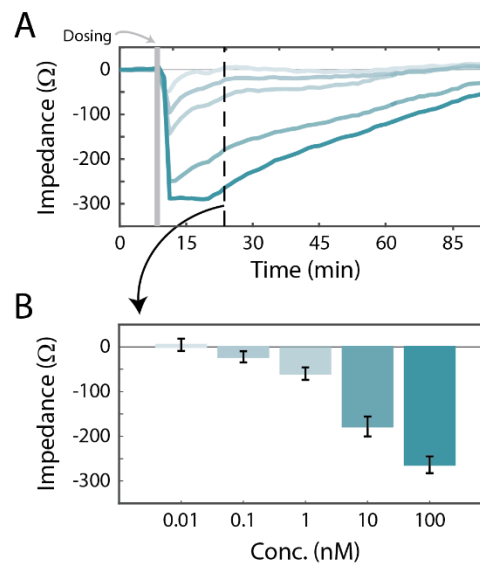 A
Dosing
Impedance (Ω)
0
-100
-200
-300
0 15 30 45 60 75 85
Time (min)
B
Impedance (Ω)
0
-100
-200
-300
0.01 0.1 1 10 100
Conc. (nM)